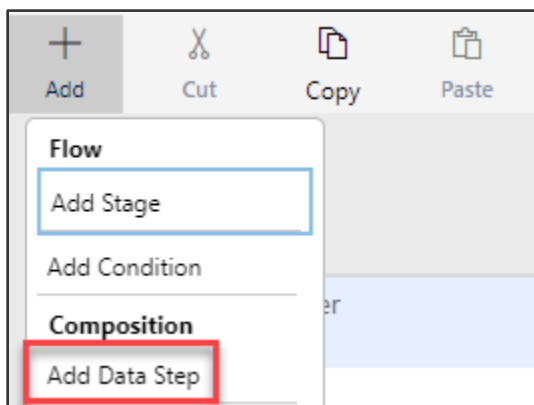 Add Cut Copy Paste
Flow
Add Stage
Add Condition
Composition
Add Data Step